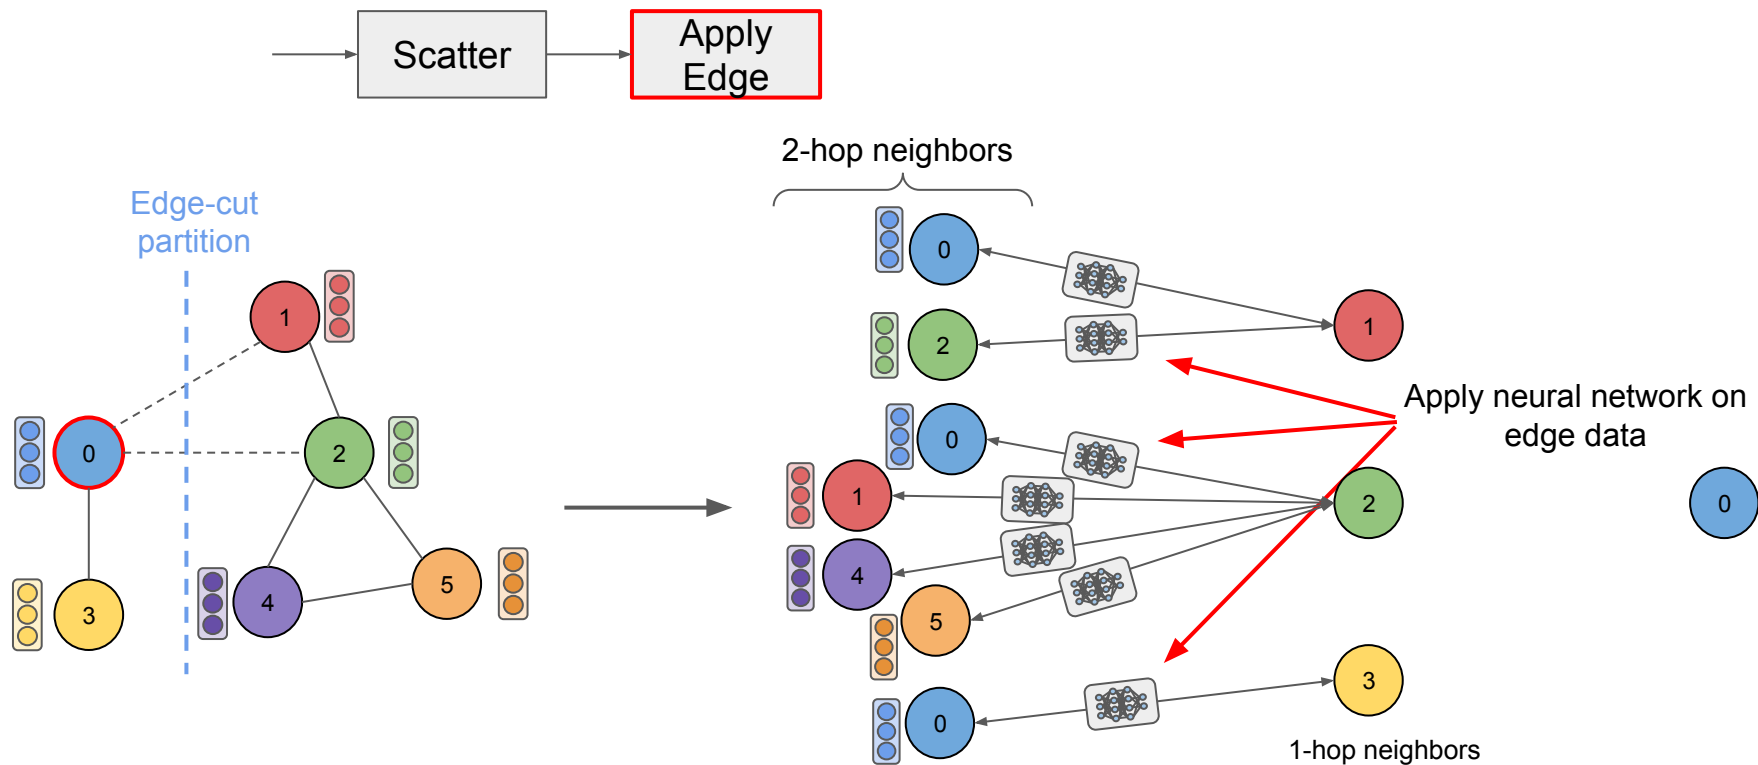 Scatter
Apply
Edge
2-hop neighbors
Edge-cut
partition
0
1
2
3
4
5
0
2
0
1
4
5
0
1
2
3
0
Apply neural network on
edge data
1-hop neighbors